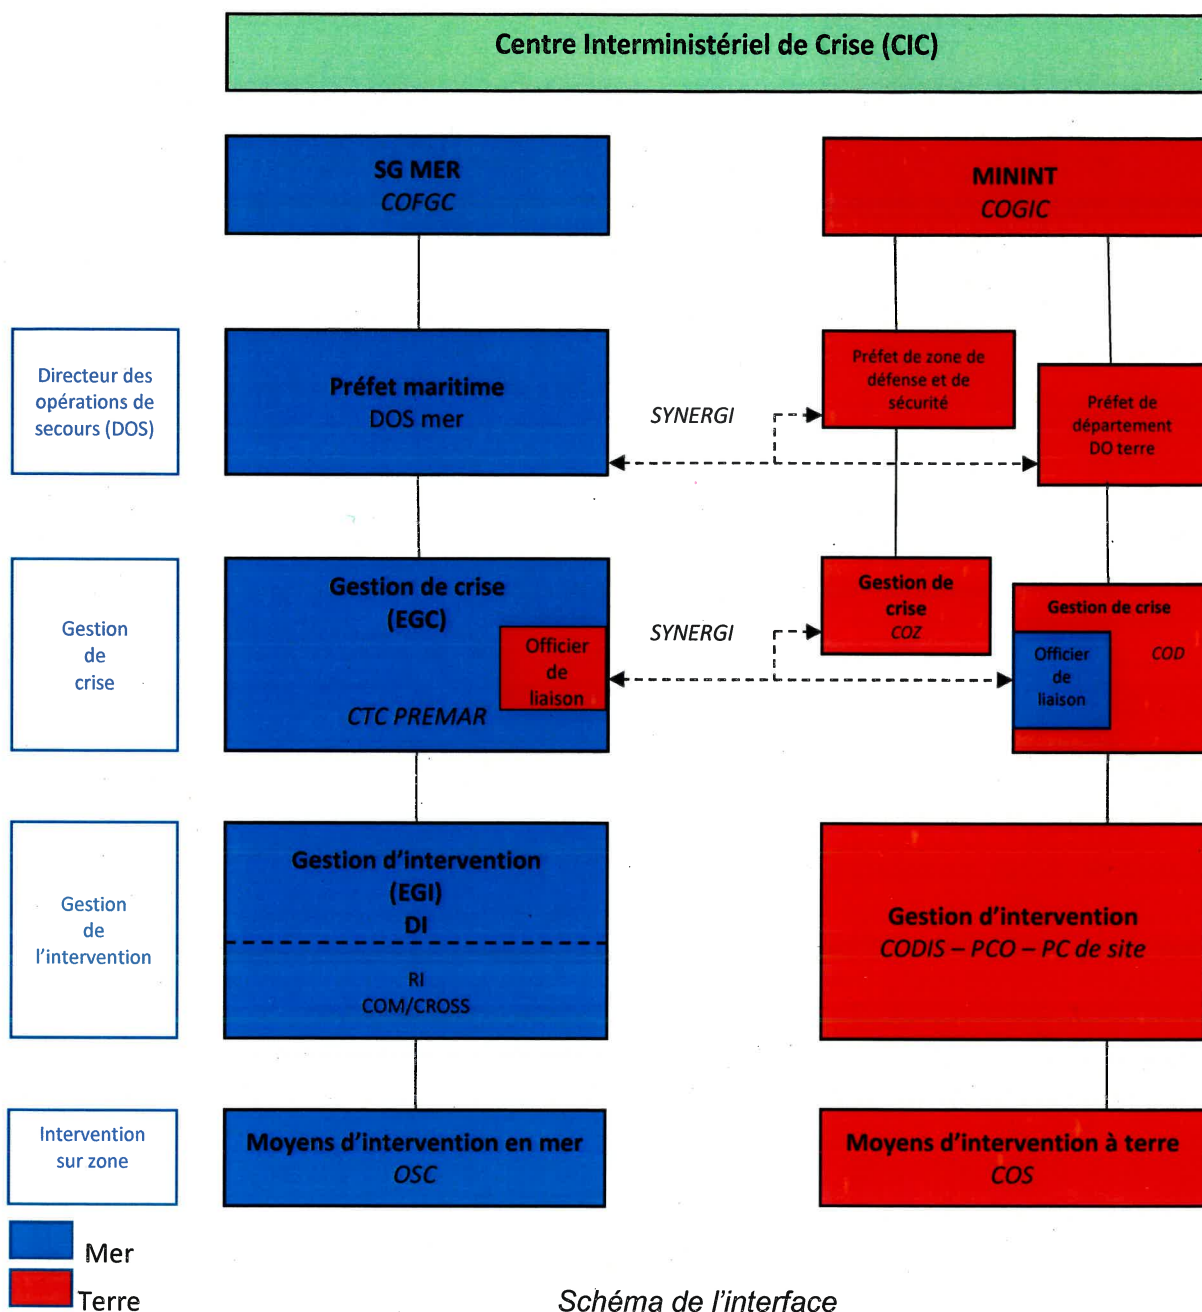 Centre Interministériel de Crise (CIC)
SG MER
COFGC
MININT
COGIC
Directeur des
opérations de
secours (DOS)
Préfet maritime
DOS mer
SYNERGI
Préfet de zone de
défense et de
sécurité
Préfet de
département
DO terre
Gestion
de
crise
Gestion de crise
(EGC)
Officier
de
liaison
CTC PREMAR
SYNERGI
Gestion de
crise
COZ
Gestion de crise
Officier
de
liaison
COD
Gestion
de
l'intervention
Gestion d'intervention
(EGI)
DI
RI
COM/CROSS
Gestion d'intervention
CODIS – PCO – PC de site
Intervention
sur zone
Moyens d'intervention en mer
OSC
Moyens d'intervention à terre
COS
Mer
Terre
Schéma de l'interface